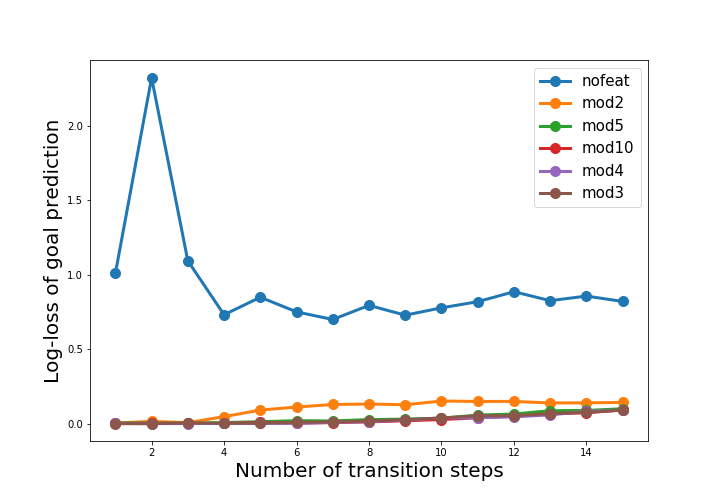 nofeat
mod2
mod5
mod10
mod4
mod3
Log-loss of goal prediction
2.0
1.5
1.0
0.5
0.0
2 4 6 8 10 12 14
Number of transition steps